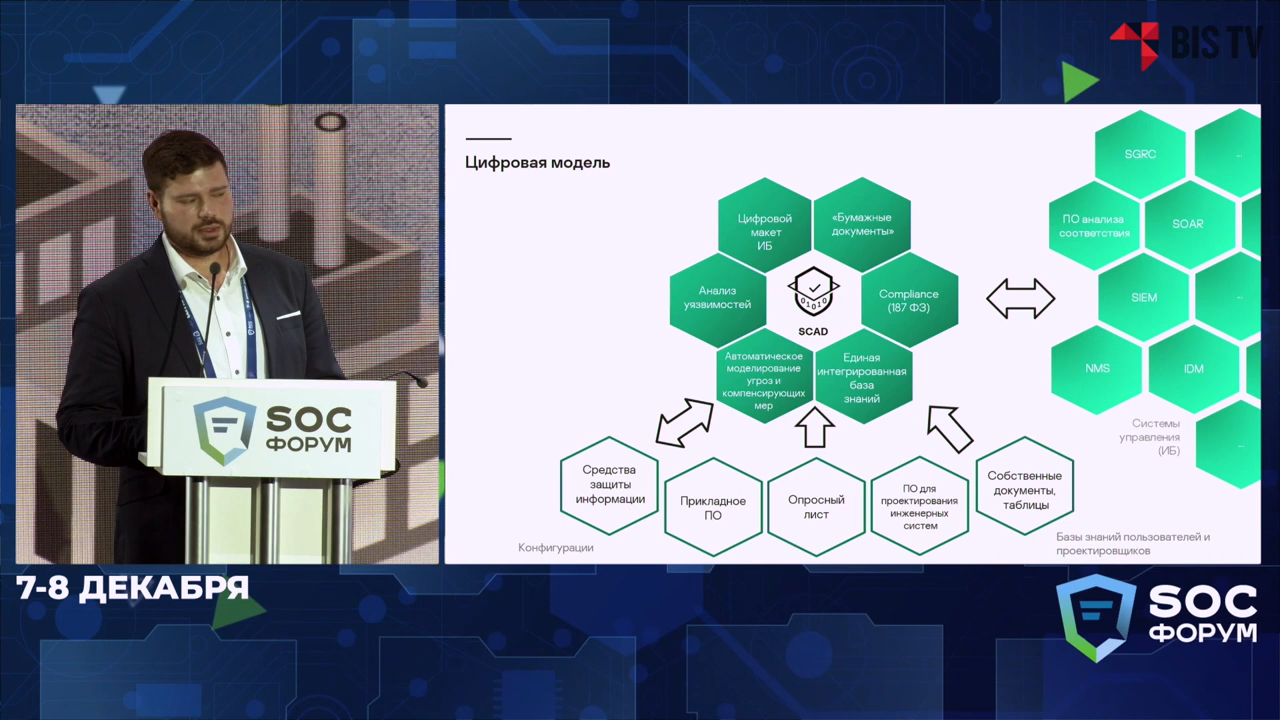 BIS TV
Цифровая модель
SGRC
...
ПО анализа
соответствия
SOAR
SIEM
...
NMS
IDM
...
Системы
управления
(ИБ)
Цифровой
макет
ИБ
«Бумажные
документы»
Анализ
уязвимостей
01010
SCAD
Compliance
(187 ФЗ)
Автоматическое
моделирование
угроз и
компенсирующих
мер
Единая
интегрированная
база
знаний
Средства
защиты
информации
Прикладное
ПО
Опросный
лист
ПО для
проектирования
инженерных
систем
Собственные
документы,
таблицы
Конфигурации
Базы знаний пользователей и
проектировщиков
SOC
ФОРУМ
7-8 ДЕКАБРЯ
SOC
ФОРУМ